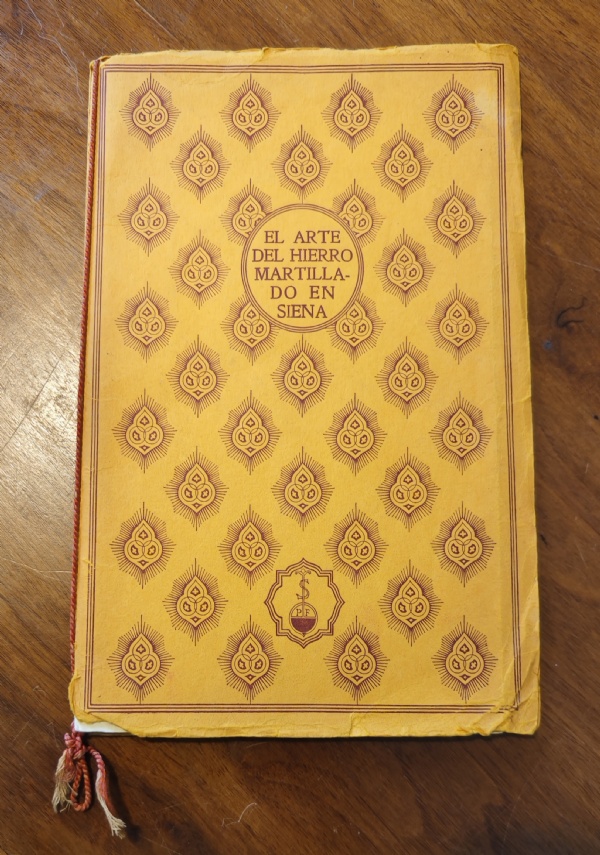 EL ARTE
DEL HIERRO
MARTILLA-
DO EN
SIENA
S
P F